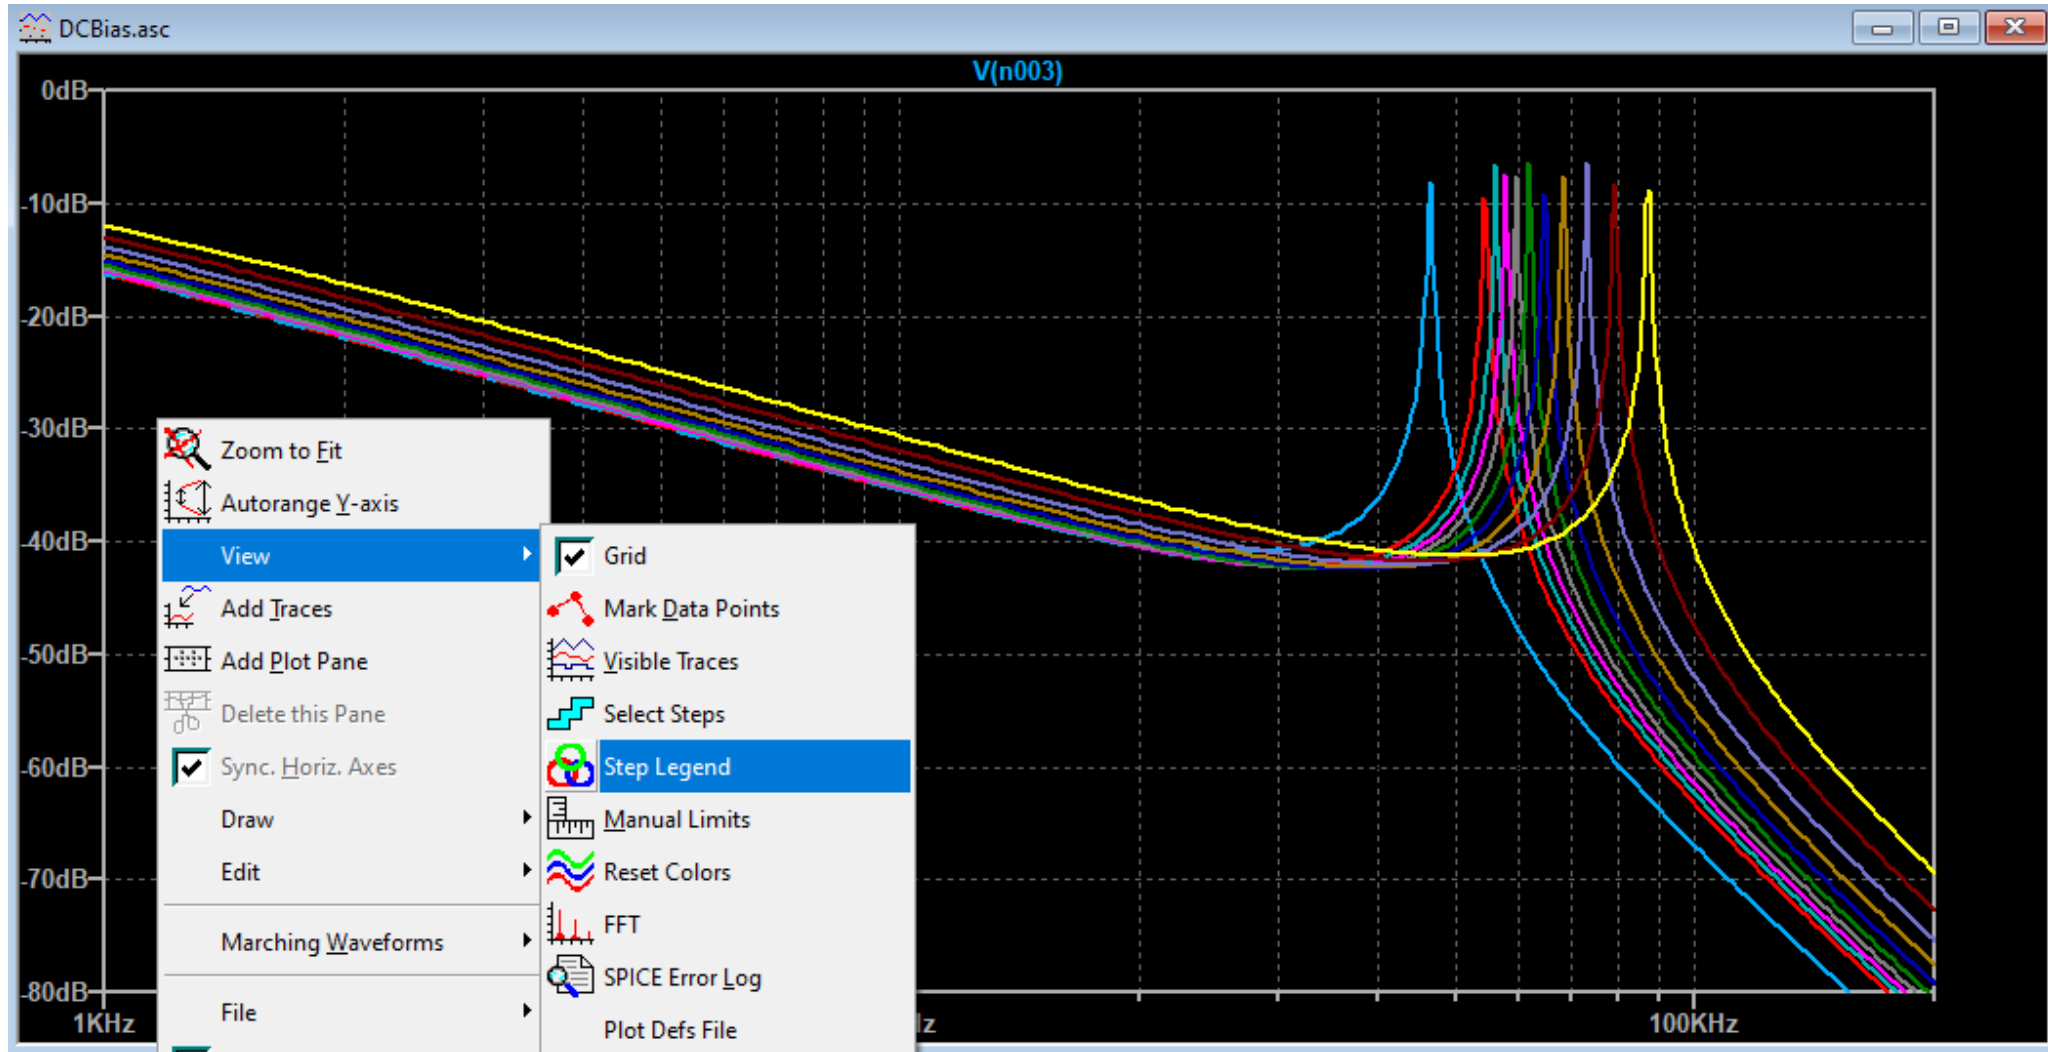 DCBias.asc
V(n003)
0dB
-10dB
-20dB
-30dB
-40dB
-50dB
-60dB
-70dB
-80dB
1KHz
100KHz
Zoom to Fit
Autorange Y-axis
View
Add Traces
Add Plot Pane
Delete this Pane
Sync. Horiz. Axes
Draw
Edit
Marching Waveforms
File
Grid
Mark Data Points
Visible Traces
Select Steps
Step Legend
Manual Limits
Reset Colors
FFT
SPICE Error Log
Plot Defs File